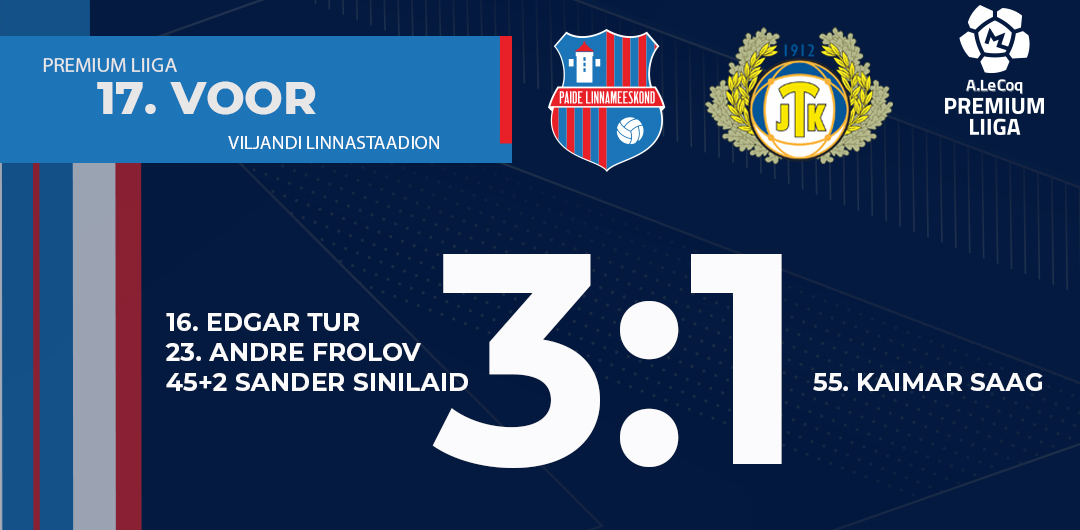 PREMIUM LIIGA
17. VOOR
VILJANDI LINNASTAADION
PAIDE LINNAMEESKOND
1912
JTK
ML
A.LeCoq
PREMIUM
LIIGA
3:1
16. EDGAR TUR
23. ANDRE FROLOV
45+2 SANDER SINILAID
55. KAIMAR SAAG